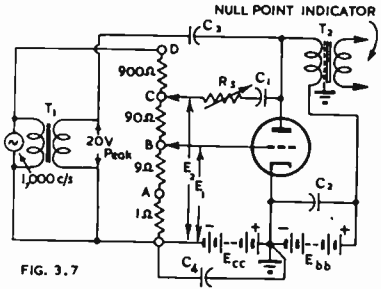 NULL POINT INDICATOR
C3
T2
D
900Ω
C
RS
C1
T1
90Ω
20V
Peak
B
1,000 c/s
9Ω
E2
E1
A
1Ω
C2
Ecc
Ebb
- + - +
C4
FIG. 3.7